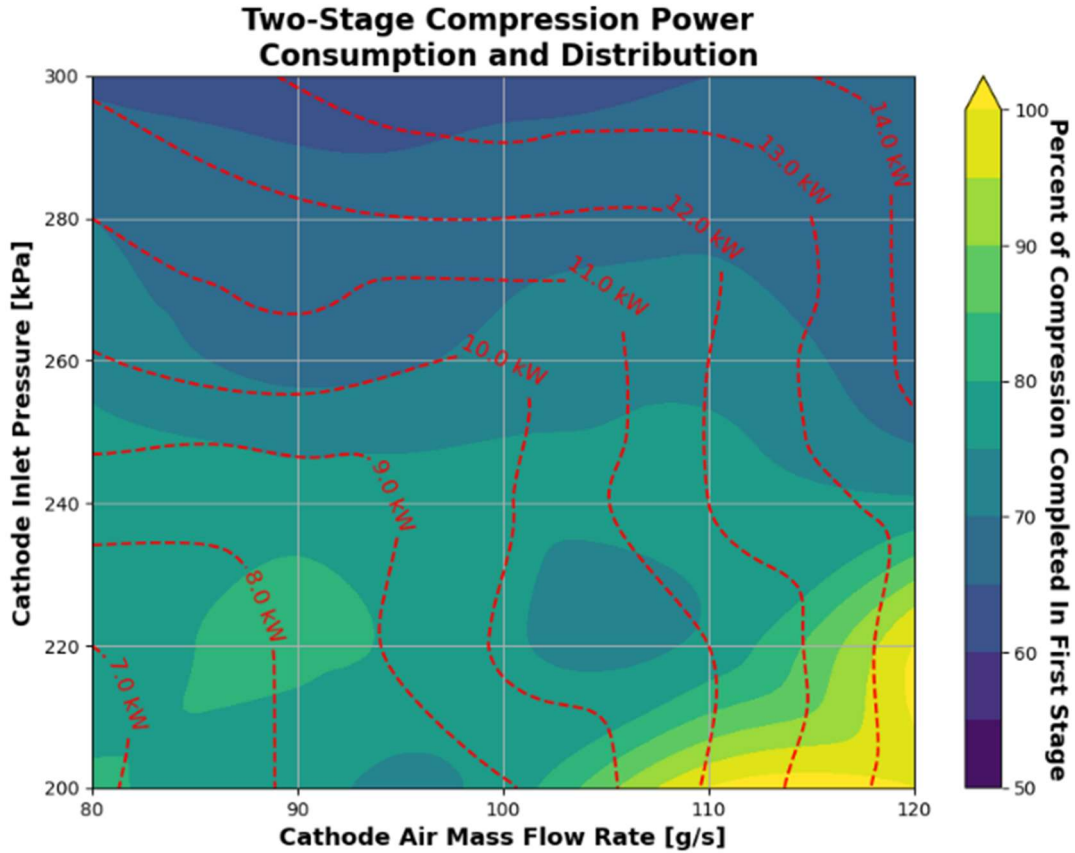 Two-Stage Compression Power
Consumption and Distribution
300
280
260
240
220
200
80
90
100
110
120
Cathode Inlet Pressure [kPa]
Cathode Air Mass Flow Rate [g/s]
14.0 kW
13.0 kW
12.0 kW
11.0 kW
10.0 kW
9.0 kW
8.0 kW
7.0 kW
100
90
80
70
60
50
Percent of Compression Completed In First Stage